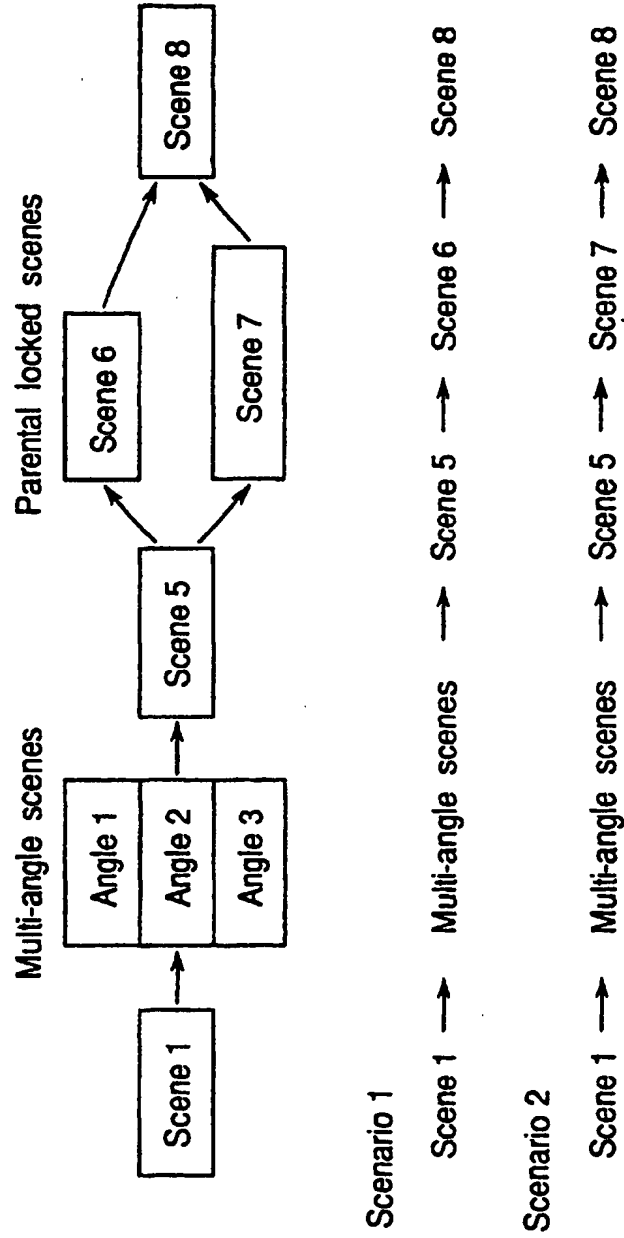 Multi-angle scenes
Parental locked scenes
Scene 1
Angle 1
Angle 2
Angle 3
Scene 5
Scene 6
Scene 7
Scene 8
Scenario 1
Scene 1 → Multi-angle scenes → Scene 5 → Scene 6 → Scene 8
Scenario 2
Scene 1 → Multi-angle scenes → Scene 5 → Scene 7 → Scene 8